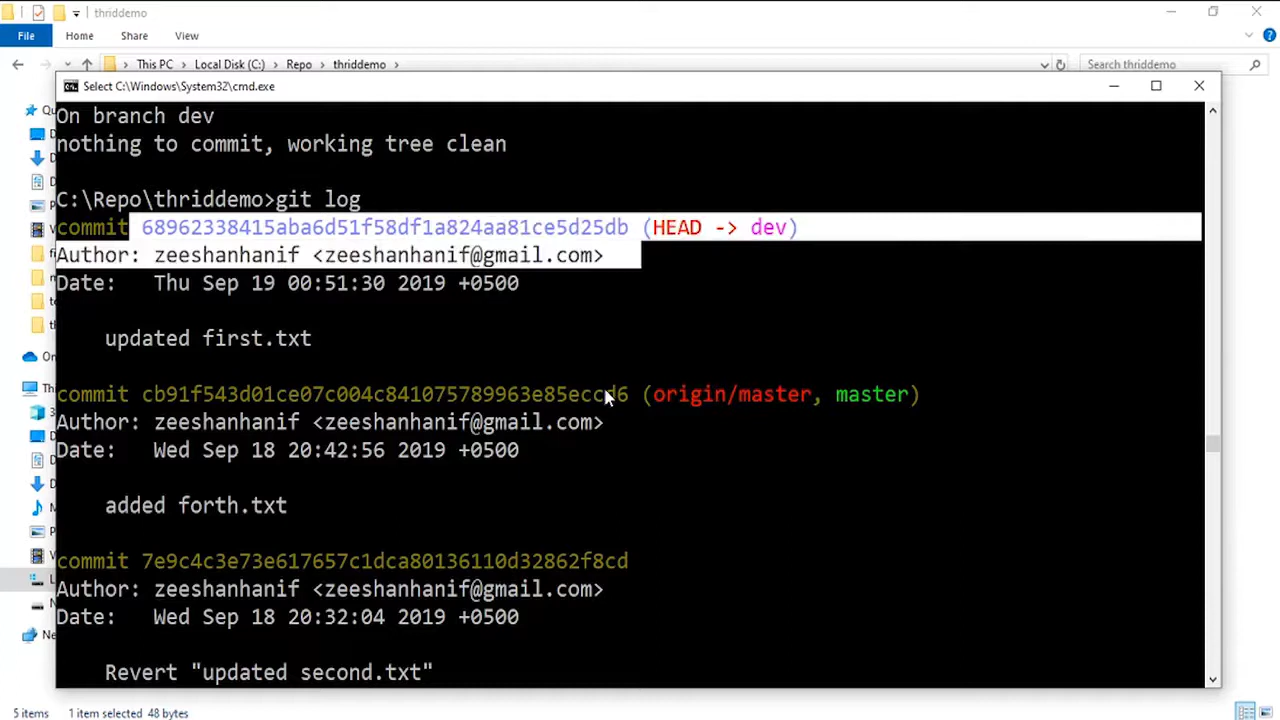 thriddemo
File Home Share View
This PC Local Disk (C:) Repo thriddemo
Search thriddemo
Select C:\Windows\System32\cmd.exe
On branch dev
nothing to commit, working tree clean
C:\Repo\thriddemo>git log
commit 68962338415aba6d51f58df1a824aa81ce5d25db (HEAD -> dev)
Author: zeeshanhanif <zeeshanhanif@gmail.com>
Date: Thu Sep 19 00:51:30 2019 +0500
updated first.txt
commit cb91f543d01ce07c004c841075789963e85eccd6 (origin/master, master)
Author: zeeshanhanif <zeeshanhanif@gmail.com>
Date: Wed Sep 18 20:42:56 2019 +0500
added forth.txt
commit 7e9c4c3e73e617657c1dca80136110d32862f8cd
Author: zeeshanhanif <zeeshanhanif@gmail.com>
Date: Wed Sep 18 20:32:04 2019 +0500
Revert "updated second.txt"
5 items 1 item selected 48 bytes